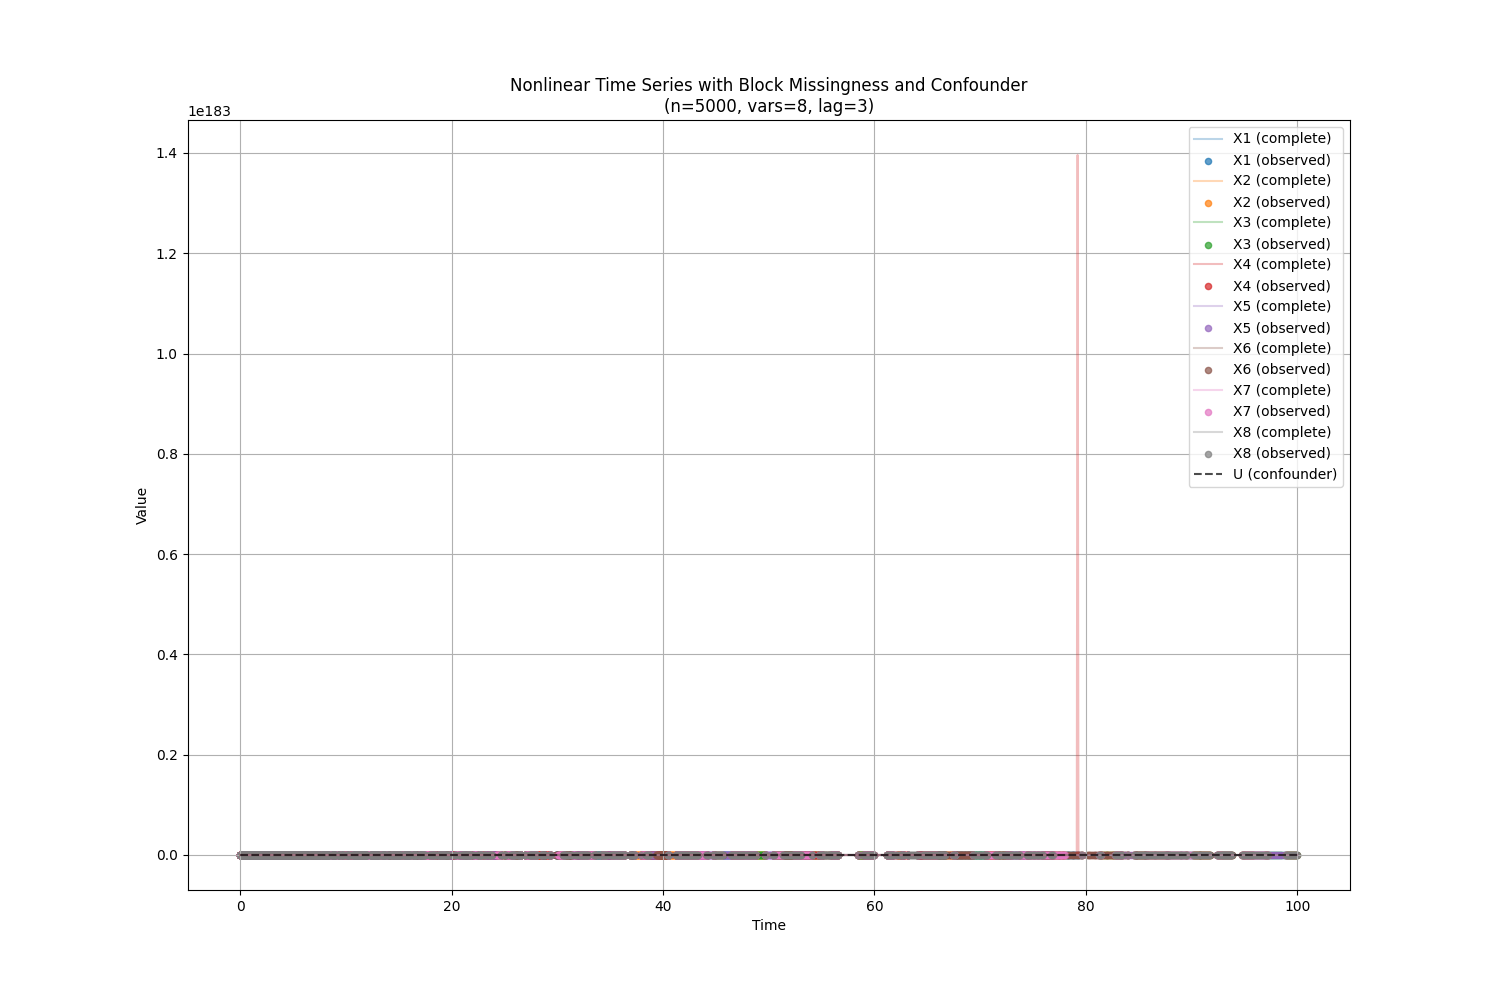 Nonlinear Time Series with Block Missingness and Confounder
(n=5000, vars=8, lag=3)
1e183
1.4
1.2
1.0
0.8
0.6
0.4
0.2
0.0
Value
0 20 40 60 80 100
Time
X1 (complete)
X1 (observed)
X2 (complete)
X2 (observed)
X3 (complete)
X3 (observed)
X4 (complete)
X4 (observed)
X5 (complete)
X5 (observed)
X6 (complete)
X6 (observed)
X7 (complete)
X7 (observed)
X8 (complete)
X8 (observed)
U (confounder)